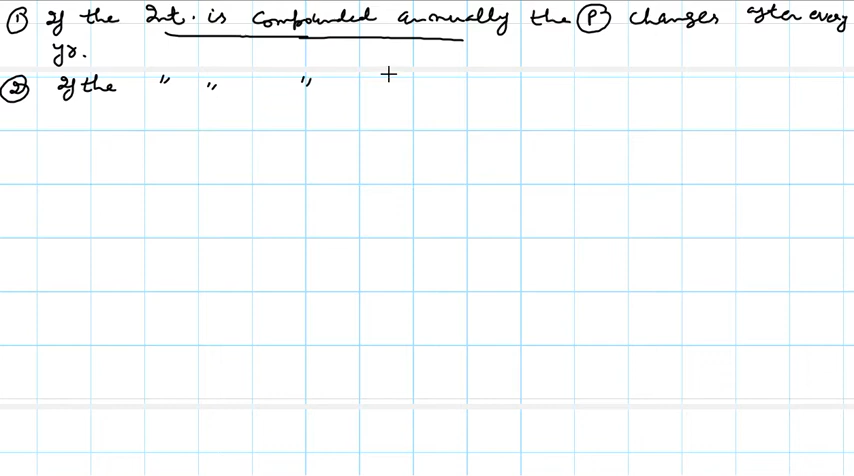 ① If the Int. is compounded annually the Ⓟ changes after every
yr.
② If the " " "